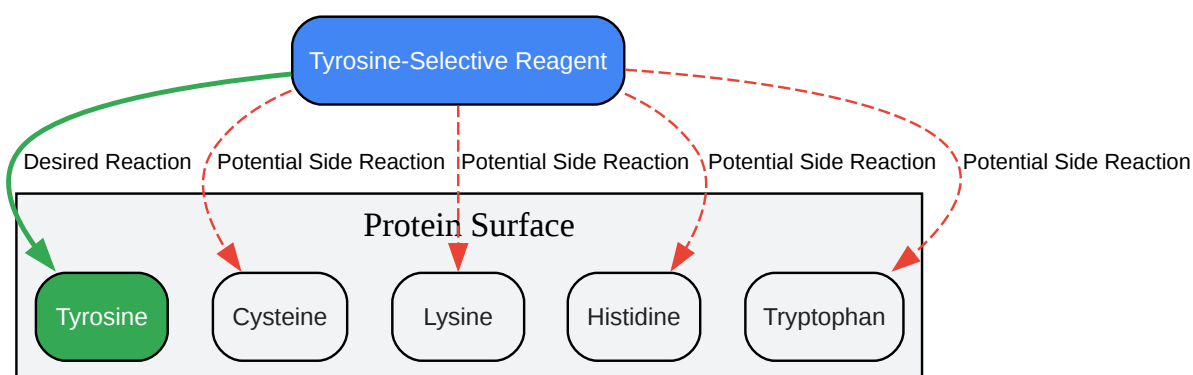 Tyrosine-Selective Reagent
Desired Reaction
Potential Side Reaction
Potential Side Reaction
Potential Side Reaction
Potential Side Reaction
Protein Surface
Tyrosine
Cysteine
Lysine
Histidine
Tryptophan